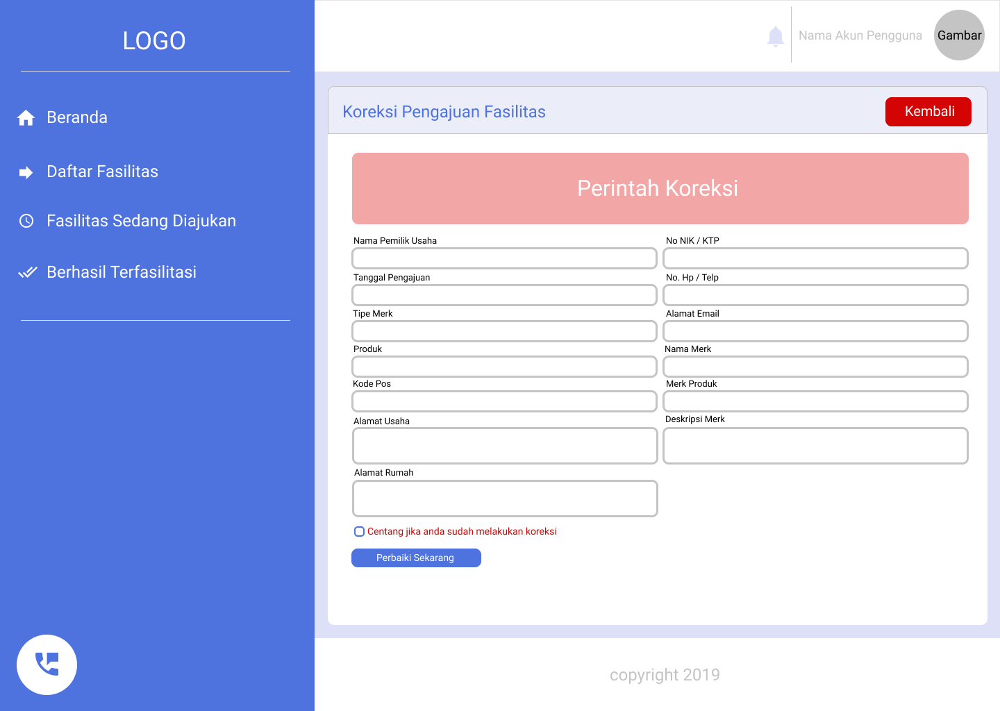 LOGO
Beranda
Daftar Fasilitas
Fasilitas Sedang Diajukan
Berhasil Terfasilitasi
Nama Akun Pengguna
Gambar
Koreksi Pengajuan Fasilitas
Kembali
Perintah Koreksi
Nama Pemilik Usaha
No NIK / KTP
Tanggal Pengajuan
No. Hp / Telp
Tipe Merk
Alamat Email
Produk
Nama Merk
Kode Pos
Merk Produk
Alamat Usaha
Deskripsi Merk
Alamat Rumah
Centang jika anda sudah melakukan koreksi
Perbaiki Sekarang
copyright 2019